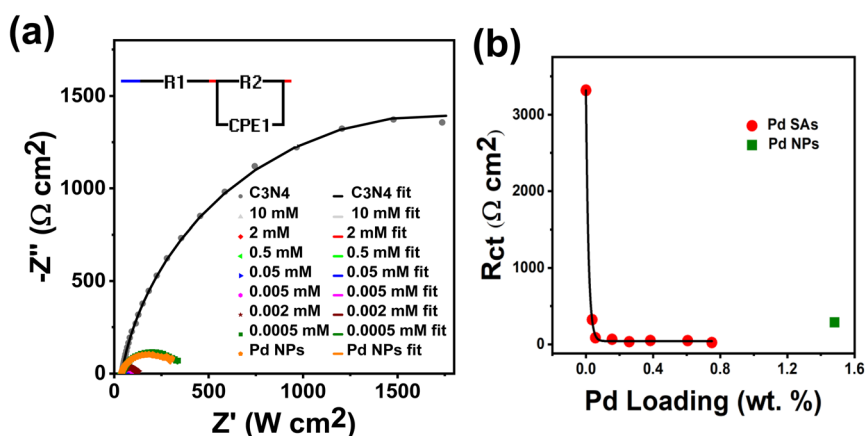 (a)
-Z'' (Ω cm2)
1500
1000
500
0
R1
R2
CPE1
C3N4
C3N4 fit
10 mM
10 mM fit
2 mM
2 mM fit
0.5 mM
0.5 mM fit
0.05 mM
0.05 mM fit
0.005 mM
0.005 mM fit
0.002 mM
0.002 mM fit
0.0005 mM
0.0005 mM fit
Pd NPs
Pd NPs fit
0 500 1000 1500
Z' (W cm2)
(b)
Rct (Ω cm2)
3300
2200
1100
0
Pd SAs
Pd NPs
0.0 0.4 0.8 1.2 1.6
Pd Loading (wt. %)